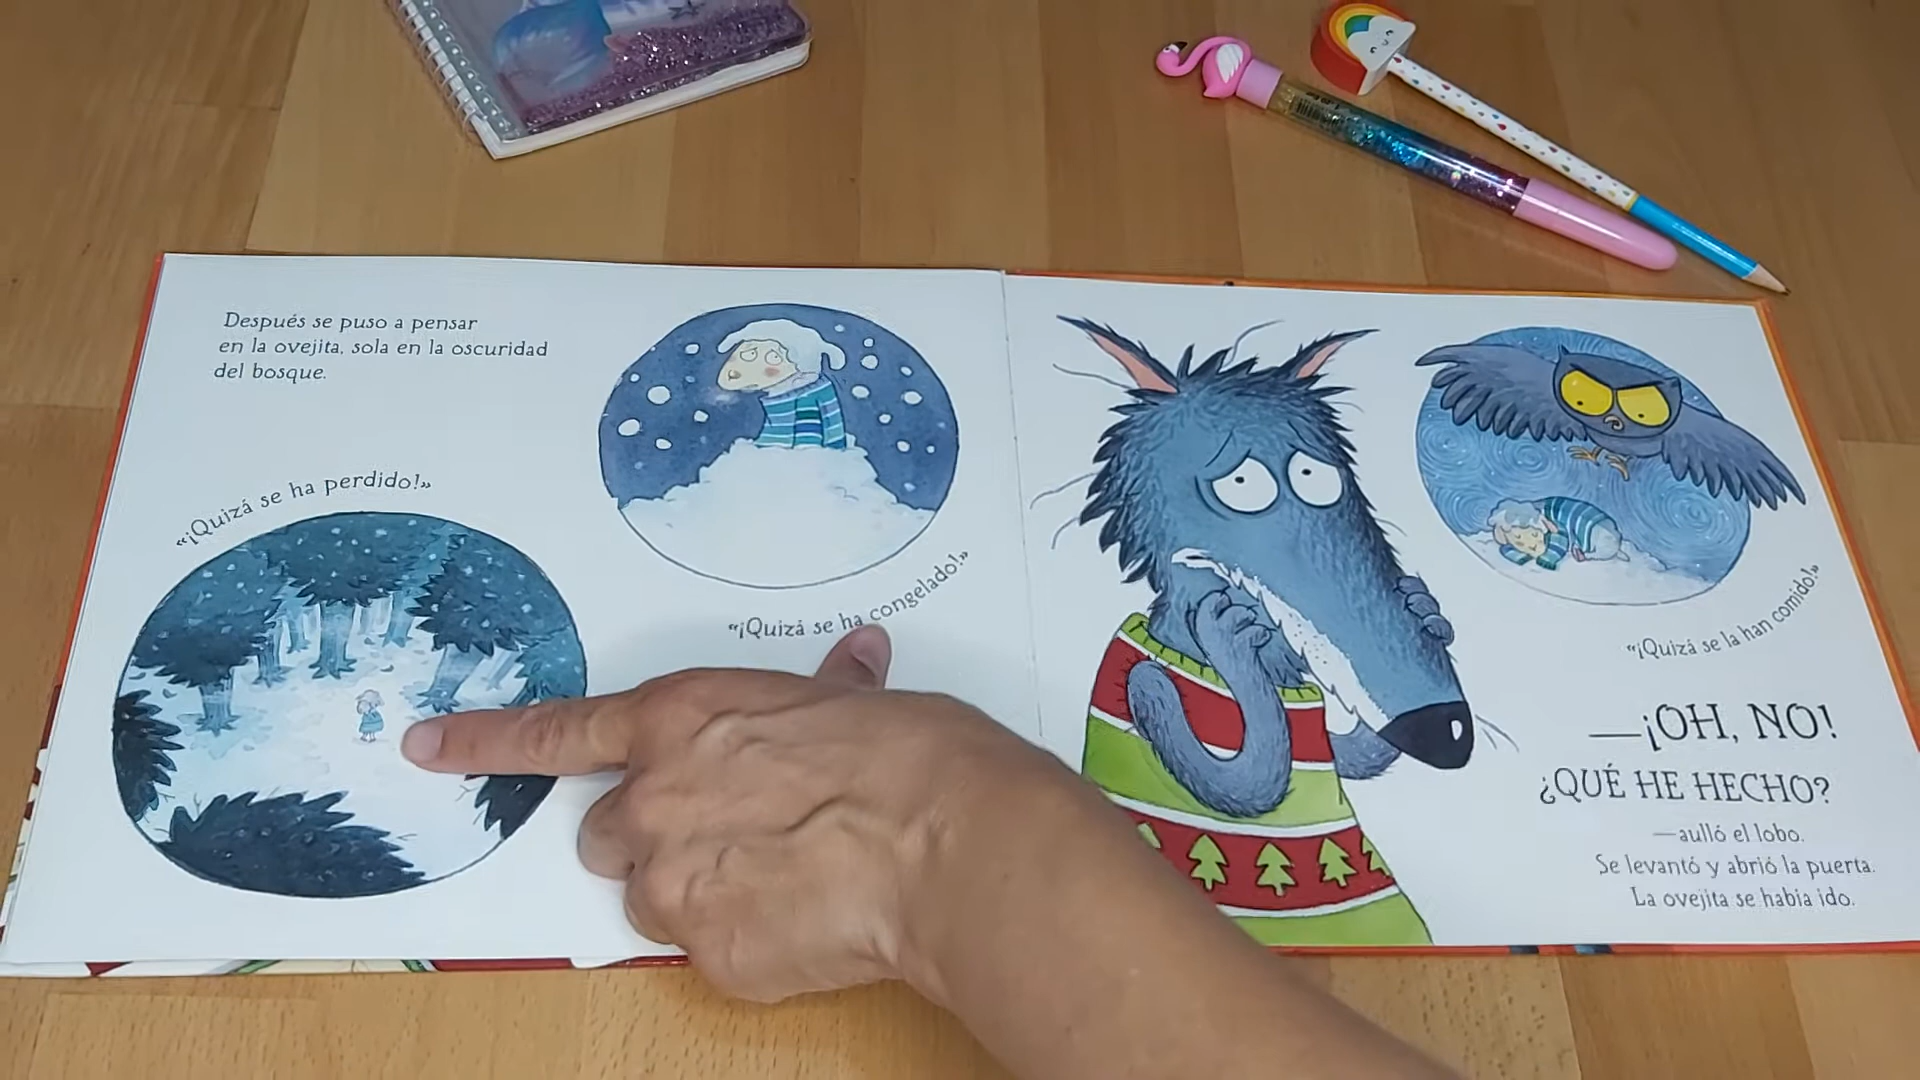 Después se puso a pensar
en la ovejita, sola en la oscuridad
del bosque.
«¡Quizá se ha perdido!»
«¡Quizá se ha congelado!»
«¡Quizá se la han comido!»
—¡OH, NO!
¿QUÉ HE HECHO?
—aulló el lobo.
Se levantó y abrió la puerta.
La ovejita se había ido.